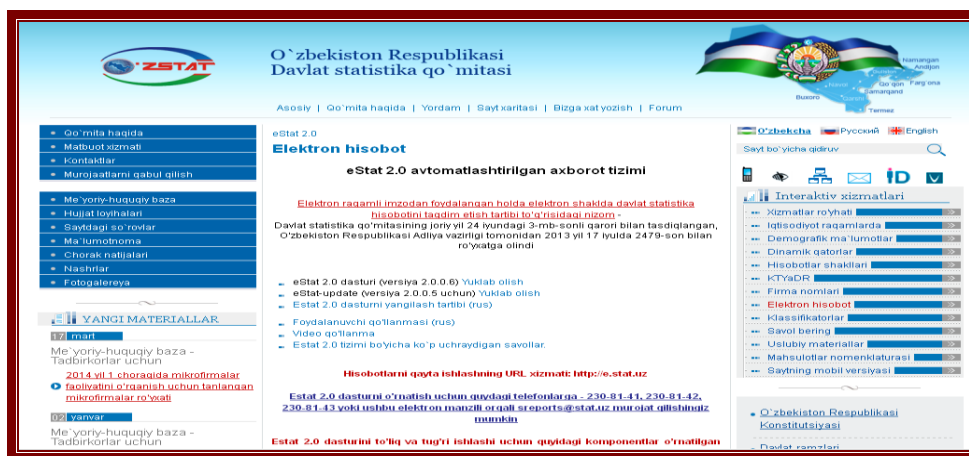 O'ZSTAT
O`zbekiston Respublikasi
Davlat statistika qo`mitasi
Asosiy | Qo`mita haqida | Yordam | Sayt xaritasi | Bizga xat yozish | Forum
Namangan
Andijon
Qo`qon
Farg`ona
Samarqand
Buxoro
Termez
Qo`mita haqida
Matbuot xizmati
Kontaktlar
Murojaatlarni qabul qilish
Me`yoriy-huquqiy baza
Hujjat loyihalari
Saytdagi so`rovlar
Ma`lumotnoma
Chorak natijalari
Nashrlar
Fotogalereya
YANGI MATERIALLAR
17 mart
Me`yoriy-huquqiy baza -
Tadbirkorlar uchun
2014 yil 1 choragida mikrofirmalar
faoliyatini o'rganish uchun tanlangan
mikrofirmalar ro'yxati
02 yanvar
Me`yoriy-huquqiy baza -
Tadbirkorlar uchun
eStat 2.0
Elektron hisobot
eStat 2.0 avtomatlashtirilgan axborot tizimi
Elektron raqamli imzodan foydalangan holda elektron shaklda davlat statistika
hisobotini taqdim etish tartibi to'g'risidagi nizom -
Davlat statistika qo'mitasining joriy yil 24 iyundagi 3-mb-sonli qarori bilan tasdiqlangan,
O'zbekiston Respublikasi Adliya vazirligi tomonidan 2013 yil 17 iyulda 2479-son bilan
ro'yxatga olindi
eStat 2.0 dasturi (versiya 2.0.0.6) Yuklab olish
eStat-update (versiya 2.0.0.5 uchun) Yuklab olish
Estat 2.0 dasturni yangilash tartibi (rus)
Foydalanuvchi qo'llanmasi (rus)
Video qo'llanma
Estat 2.0 tizimi bo'yicha ko`p uchraydigan savollar.
Hisobotlarni qayta ishlashning URL xizmati: http://e.stat.uz
Estat 2.0 dasturni o'rnatish uchun quydagi telefonlarga - 230-81-41, 230-81-42,
230-81-43 yoki ushbu elektron manzili orqali sreports@stat.uz murojat qilishingiz
mumkin
Estat 2.0 dasturini to'liq va tug'ri ishlashi uchun quyidagi komponentlar o'rnatilgan
O'zbekcha Русский English
Sayt bo`yicha qidiruv
iD
Interaktiv xizmatlari
Xizmatlar ro'yhati
Iqtisodiyot raqamlarda
Demografik ma`lumotlar
Dinamik qatorlar
Hisobotlar shakllari
KTYaDR
Firma nomlari
Elektron hisobot
Klassifikatorlar
Savol bering
Uslubiy materiallar
Mahsulotlar nomenklaturasi
Saytning mobil versiyasi
O`zbekiston Respublikasi
Konstitutsiyasi
Davlat ramzlari